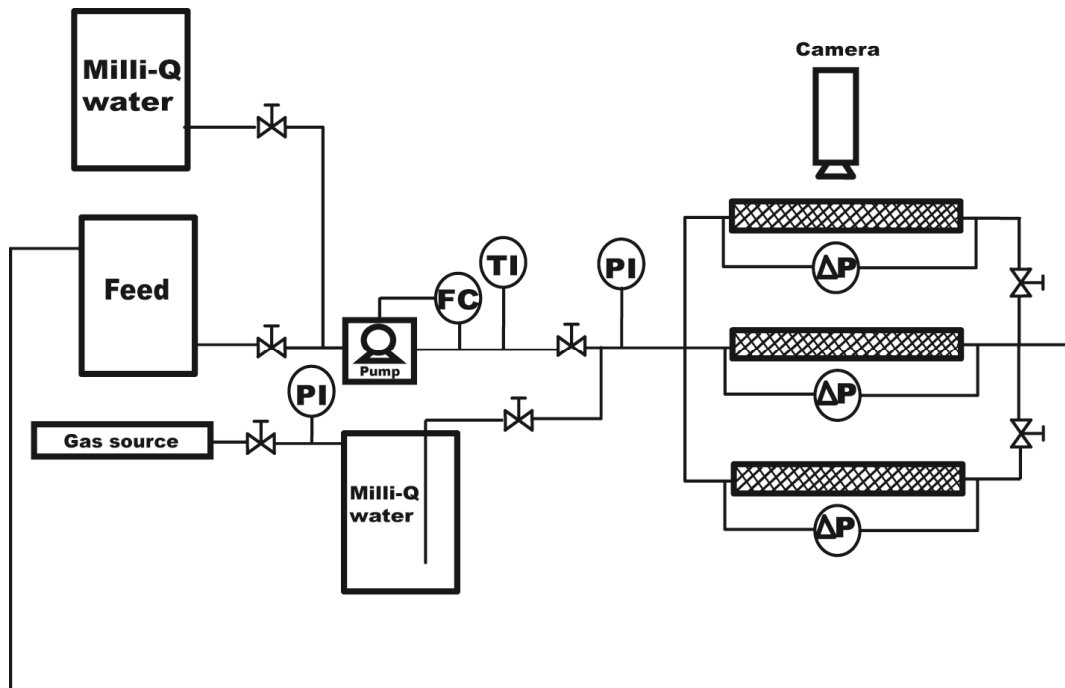 Camera
Milli-Q
water
Feed
TI
PI
FC
ΔP
Pump
PI
ΔP
Gas source
Milli-Q
water
ΔP